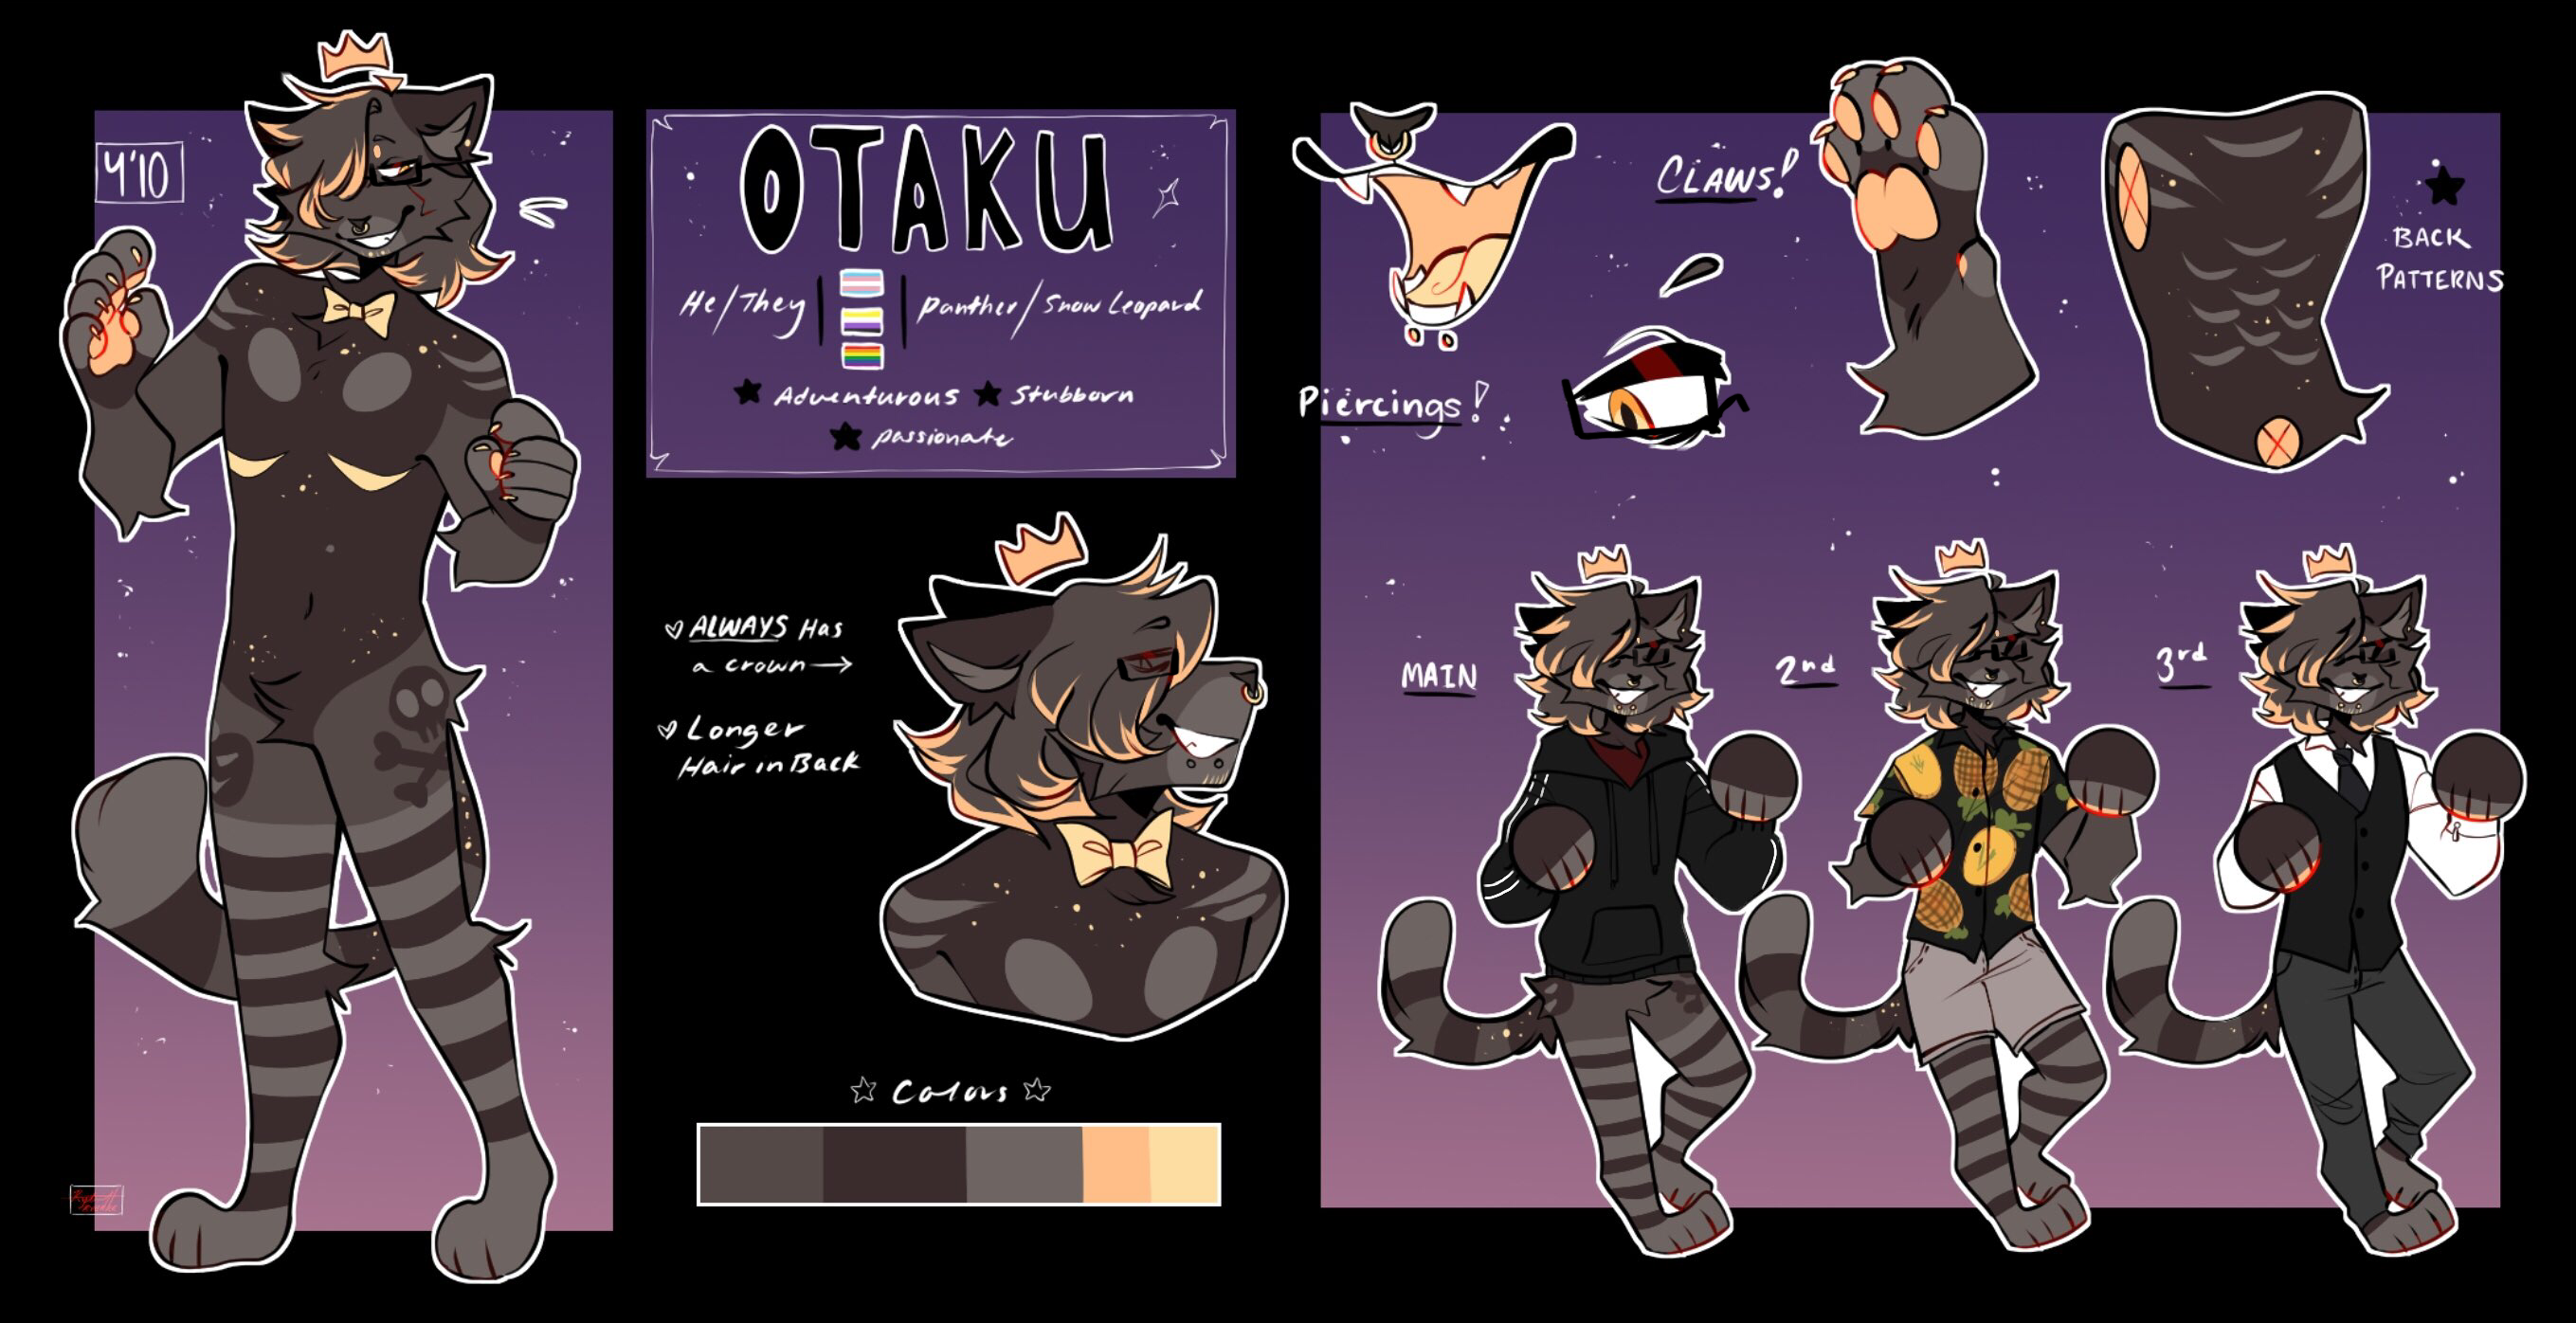 4'10
OTAKU
He/They
Panther/Snow Leopard
Adventurous
Stubborn
passionate
ALWAYS Has
a crown
Longer
Hair in Back
Colors
Piercings!
CLAWS!
BACK
PATTERNS
MAIN
2nd
3rd